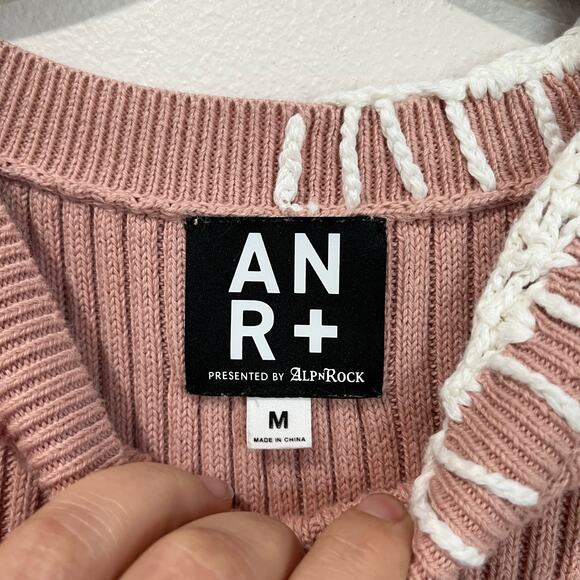 AN
R+
PRESENTED BY ALPNROCK
M
MADE IN CHINA